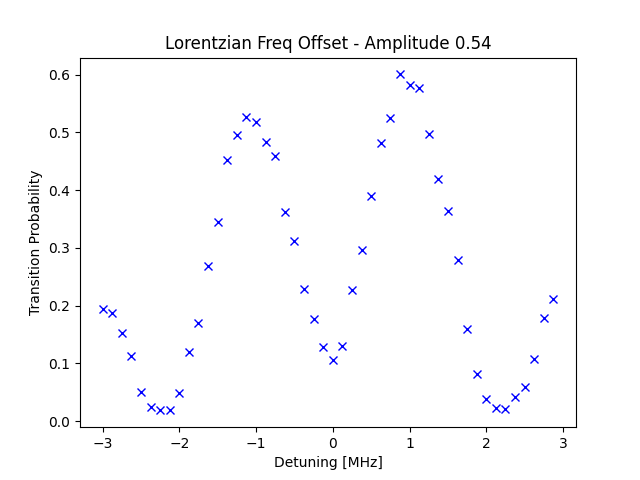 Lorentzian Freq Offset - Amplitude 0.54
Transition Probability
0.6
0.5
0.4
0.3
0.2
0.1
0.0
−3 −2 −1 0 1 2 3
Detuning [MHz]